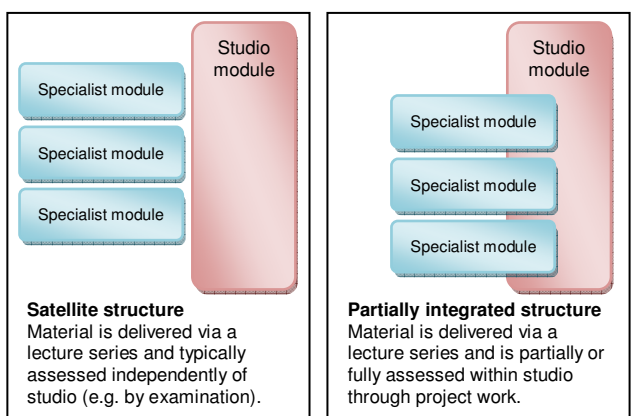 Studio
module
Specialist module
Specialist module
Specialist module
Satellite structure
Material is delivered via a
lecture series and typically
assessed independently of
studio (e.g. by examination).
Studio
module
Specialist module
Specialist module
Specialist module
Partially integrated structure
Material is delivered via a
lecture series and is partially or
fully assessed within studio
through project work.